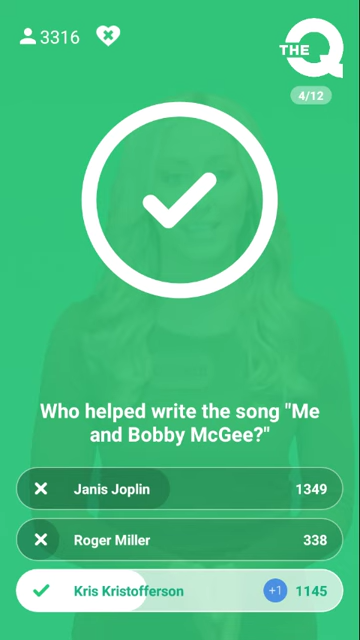 3316
THE Q
4/12
Who helped write the song "Me
and Bobby McGee?"
Janis Joplin 1349
Roger Miller 338
Kris Kristofferson +1 1145